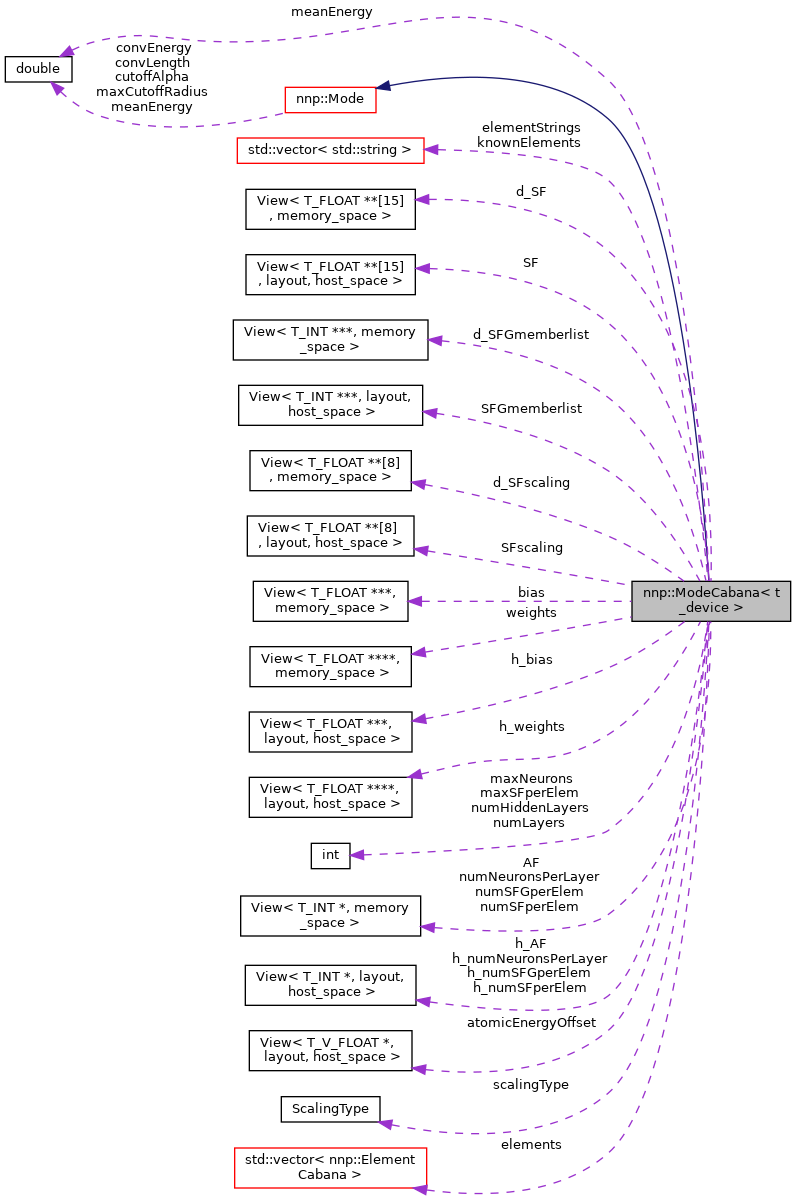 meanEnergy
double
convEnergy
convLength
cutoffAlpha
maxCutoffRadius
meanEnergy
nnp::Mode
elementStrings
knownElements
std::vector< std::string >
d_SF
View< T_FLOAT **[15]
, memory_space >
SF
View< T_FLOAT **[15]
, layout, host_space >
d_SFGmemberlist
View< T_INT ***, memory
_space >
SFGmemberlist
View< T_INT ***, layout,
host_space >
d_SFscaling
View< T_FLOAT **[8]
, memory_space >
SFscaling
View< T_FLOAT **[8]
, layout, host_space >
nnp::ModeCabana< t
_device >
bias
View< T_FLOAT ***,
memory_space >
weights
View< T_FLOAT ****,
memory_space >
h_bias
View< T_FLOAT ***,
layout, host_space >
h_weights
View< T_FLOAT ****,
layout, host_space >
maxNeurons
maxSFperElem
numHiddenLayers
numLayers
int
AF
numNeuronsPerLayer
numSFGperElem
numSFperElem
View< T_INT *, memory
_space >
h_AF
h_numNeuronsPerLayer
h_numSFGperElem
h_numSFperElem
View< T_INT *, layout,
host_space >
atomicEnergyOffset
View< T_V_FLOAT *,
layout, host_space >
scalingType
ScalingType
elements
std::vector< nnp::Element
Cabana >